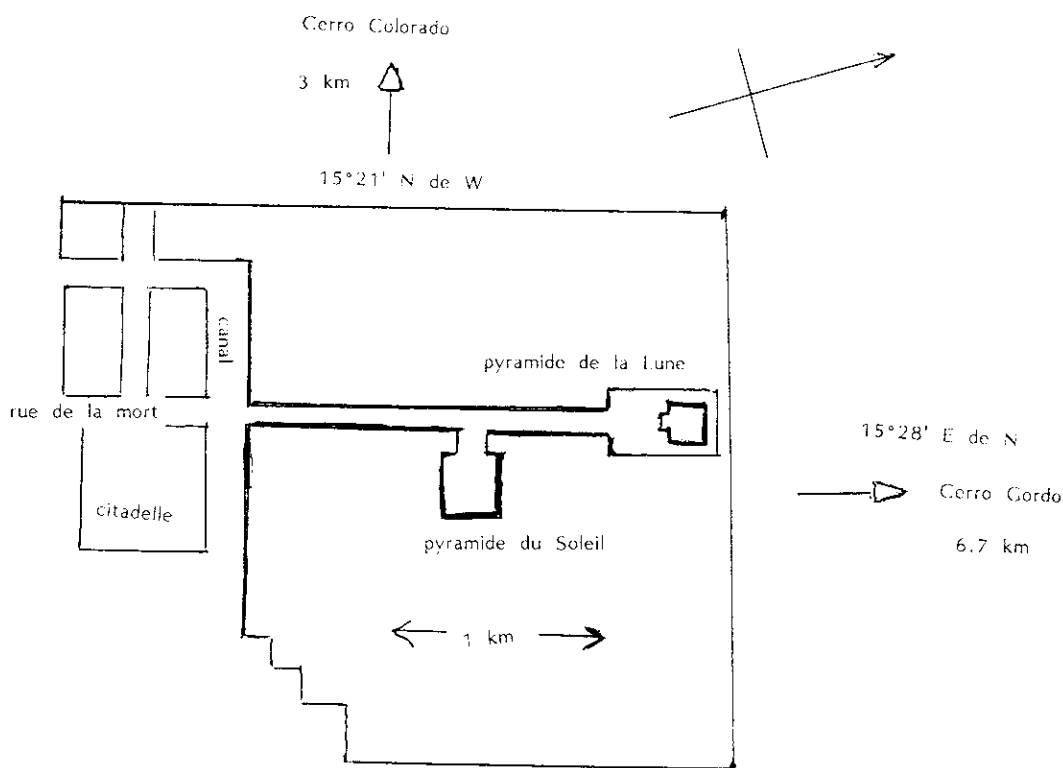 Cerro Colorado
3 km
15°21' N de W
canal
pyramide de la Lune
rue de la mort
15°28' E de N
Cerro Gordo
6.7 km
citadelle
pyramide du Soleil
1 km